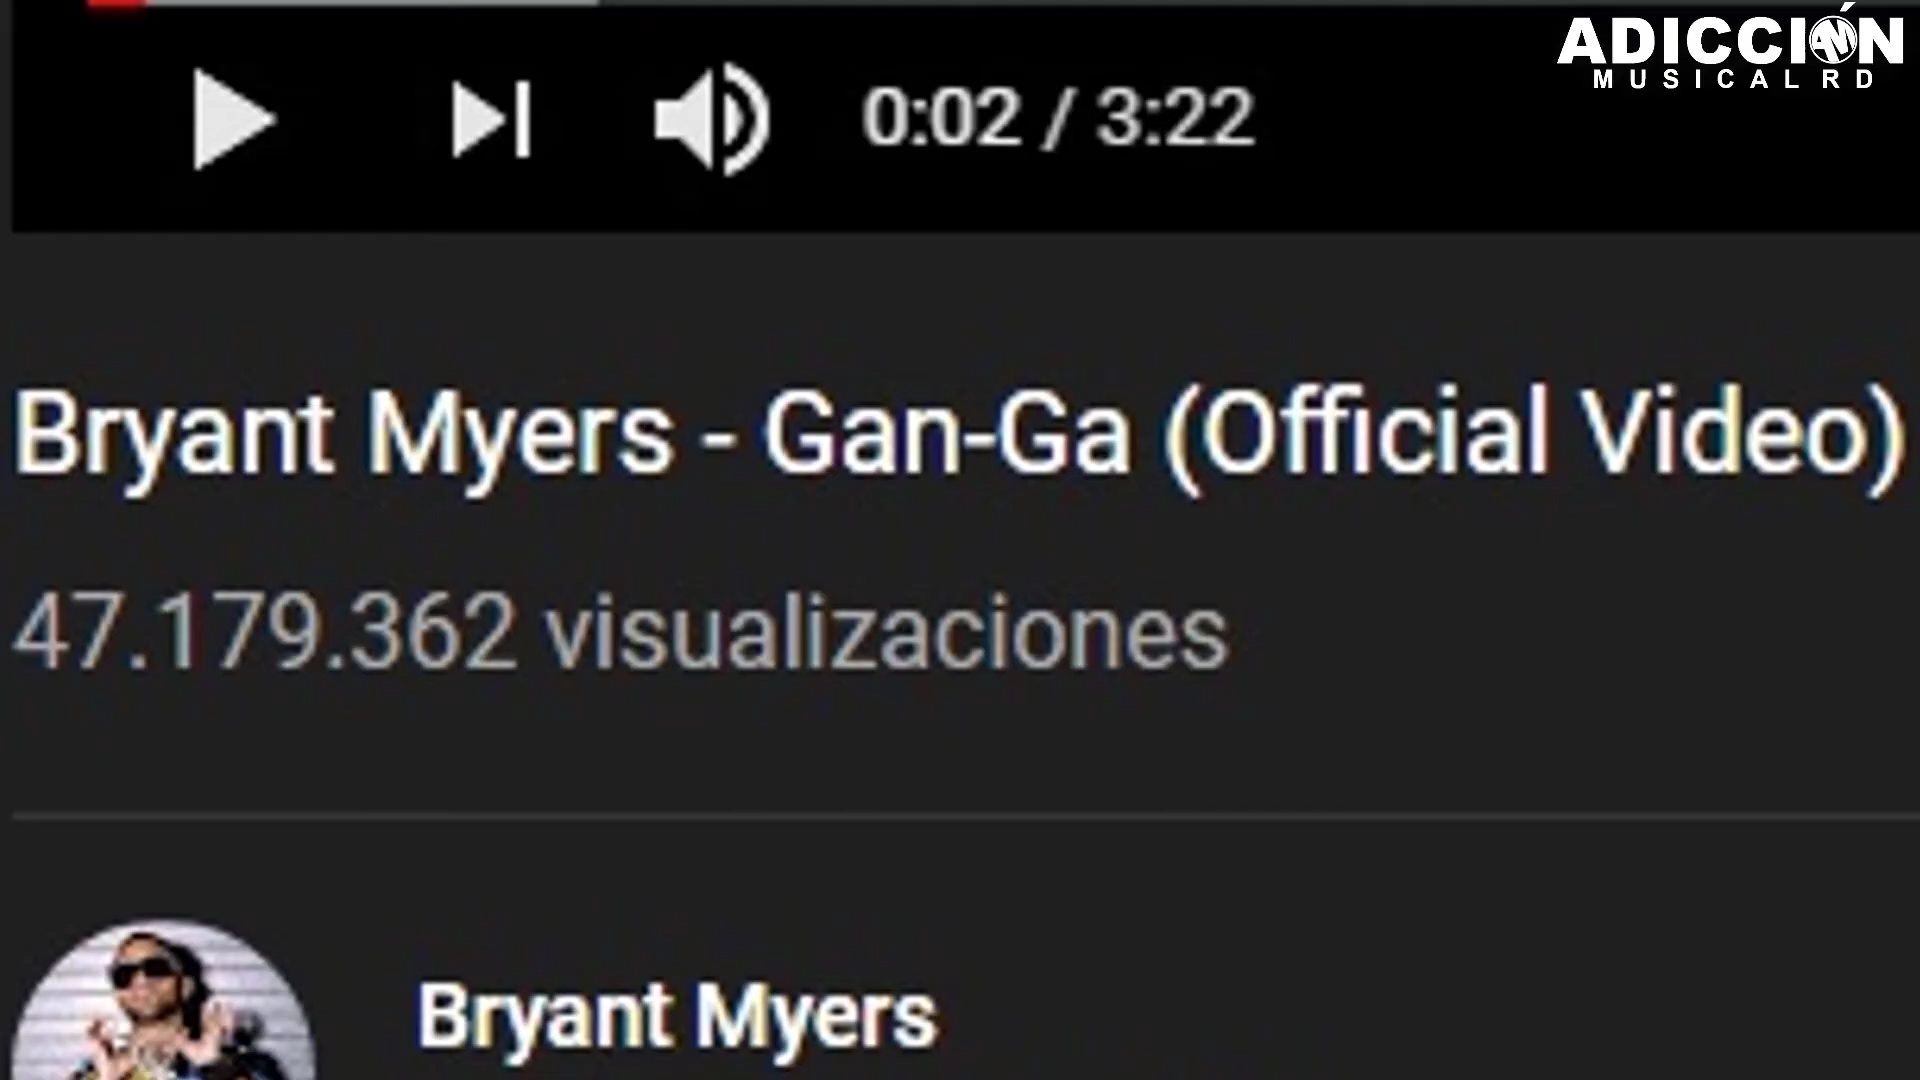 ADICCIÓN
MUSICAL RD
0:02 / 3:22
Bryant Myers - Gan-Ga (Official Video)
47.179.362 visualizaciones
Bryant Myers